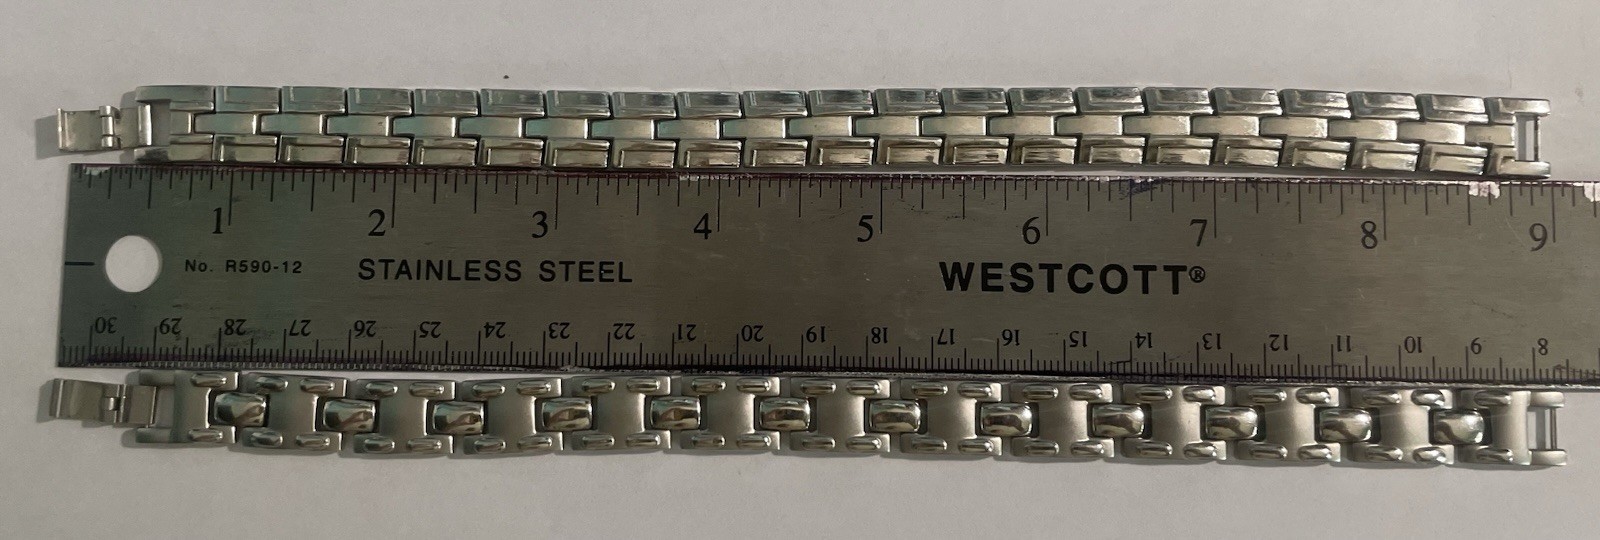 1 2 3 4 5 6 7 8 9
No. R590-12 STAINLESS STEEL WESTCOTT®
30 29 28 27 26 25 24 23 22 21 20 19 18 17 16 15 14 13 12 11 10 9 8